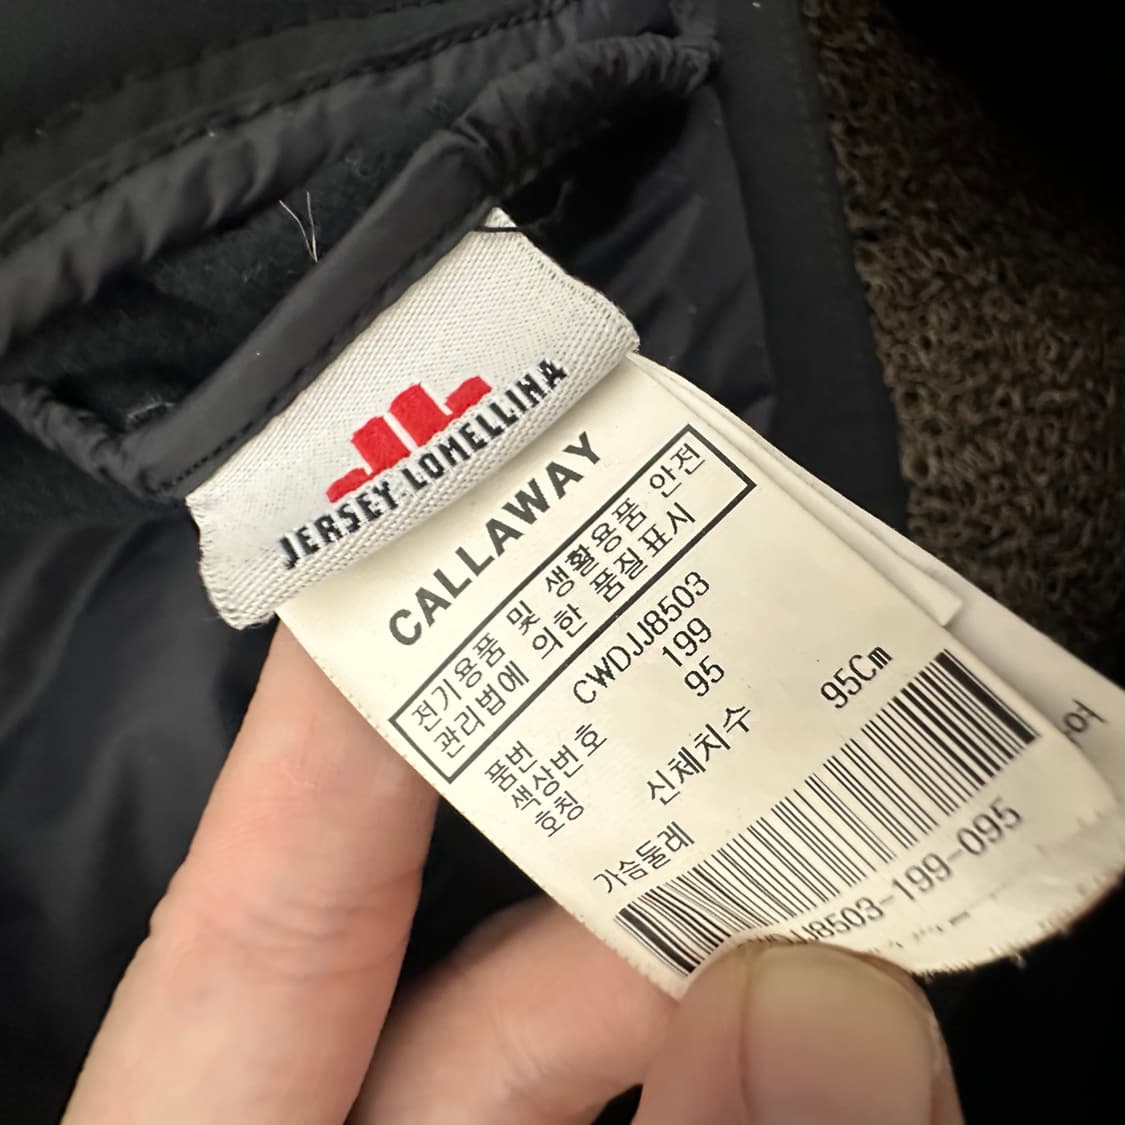 JERSEY LOMELLINA
CALLAWAY
전기용품 및 생활용품 안전
관리법에 의한 품질표시
품번 CWDJJ8503
색상번호 199
호칭 95
신체치수
가슴둘레 95Cm
DJJ8503-199-095